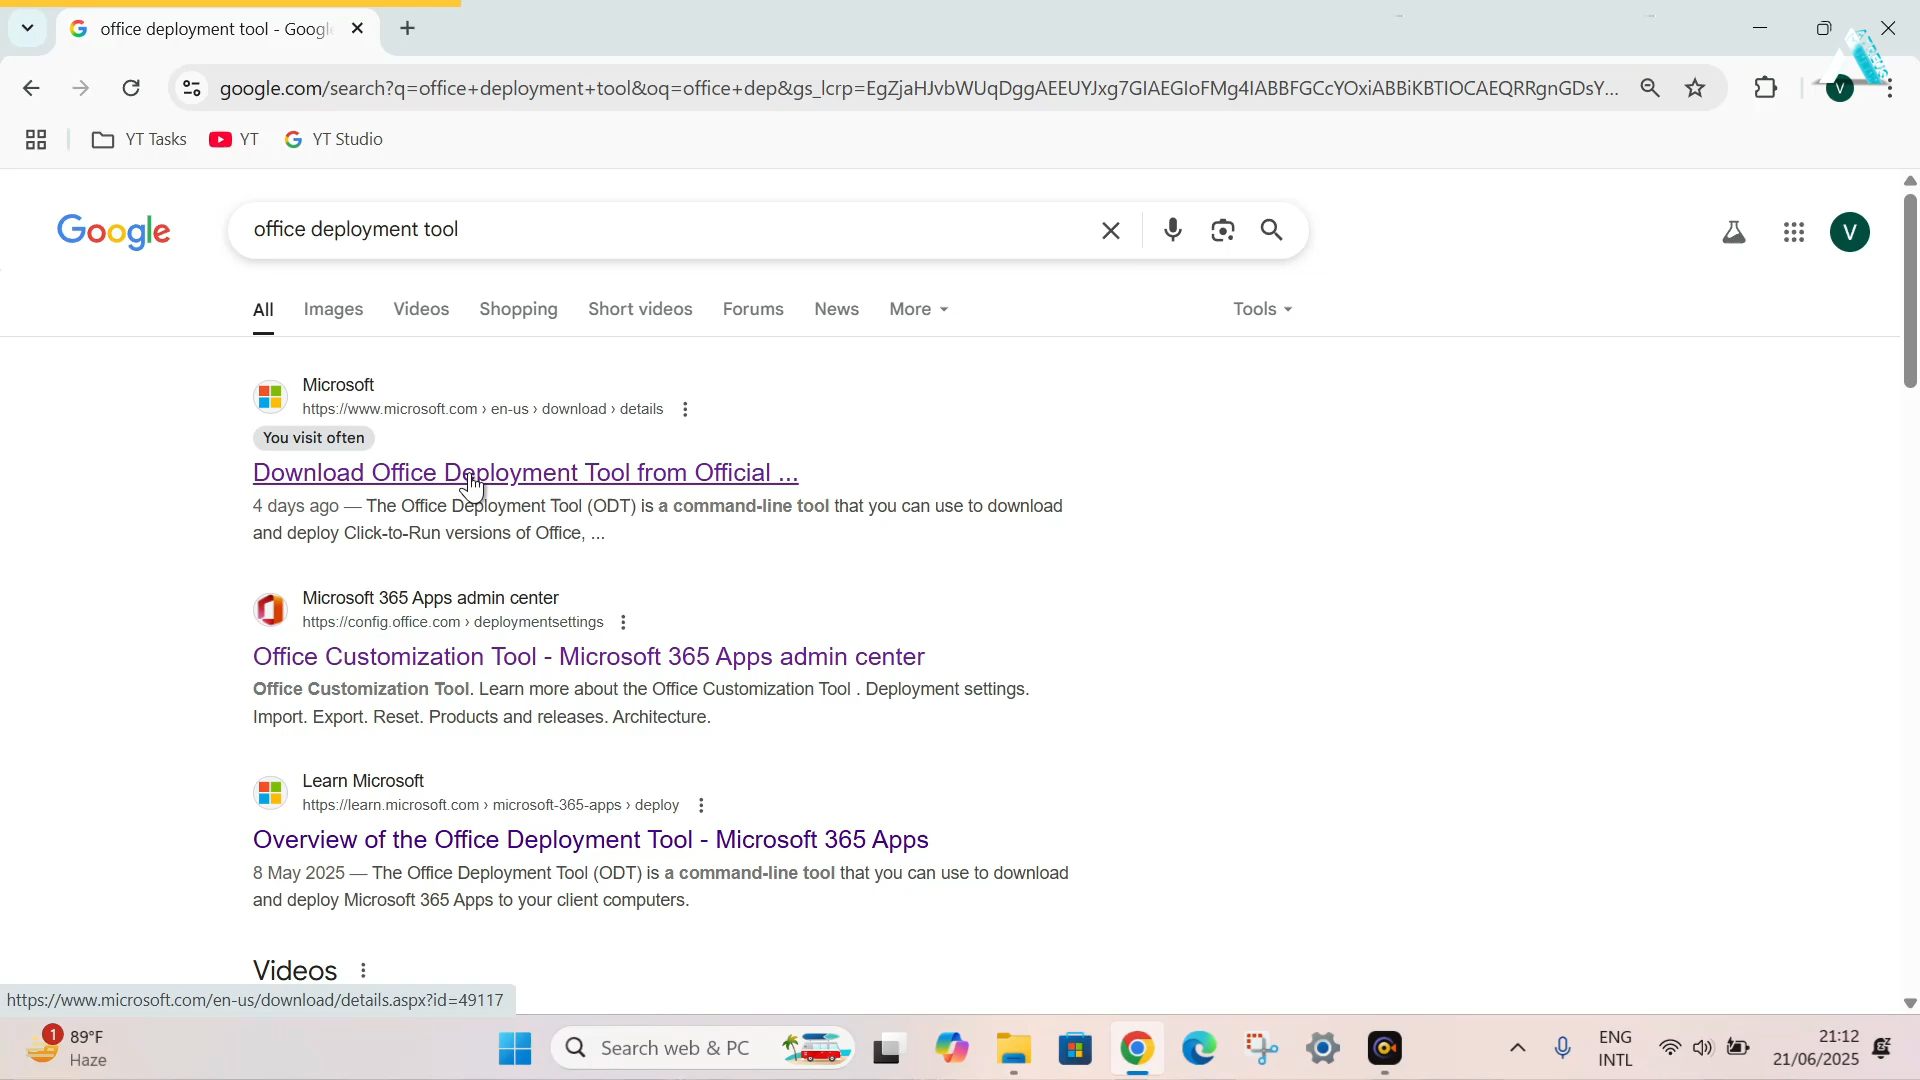 office deployment tool - Googl
google.com/search?q=office+deployment+tool&oq=office+dep&gs_lcrp=EgZjaHJvbWUqDggAEEUYJxg7GIAEGIoFMg4IABBFGCcYOxiABBiKBTIOCAEQRRgnGDsY...
V
YT Tasks
YT
YT Studio
Google
office deployment tool
V
All
Images
Videos
Shopping
Short videos
Forums
News
More
Tools
Microsoft
https://www.microsoft.com › en-us › download › details
You visit often
Download Office Deployment Tool from Official ...
4 days ago — The Office Deployment Tool (ODT) is a command-line tool that you can use to download
and deploy Click-to-Run versions of Office, ...
Microsoft 365 Apps admin center
https://config.office.com › deploymentsettings
Office Customization Tool - Microsoft 365 Apps admin center
Office Customization Tool. Learn more about the Office Customization Tool . Deployment settings.
Import. Export. Reset. Products and releases. Architecture.
Learn Microsoft
https://learn.microsoft.com › microsoft-365-apps › deploy
Overview of the Office Deployment Tool - Microsoft 365 Apps
8 May 2025 — The Office Deployment Tool (ODT) is a command-line tool that you can use to download
and deploy Microsoft 365 Apps to your client computers.
Videos
https://www.microsoft.com/en-us/download/details.aspx?id=49117
1
89°F
Haze
Search web & PC
ENG
INTL
21:12
21/06/2025